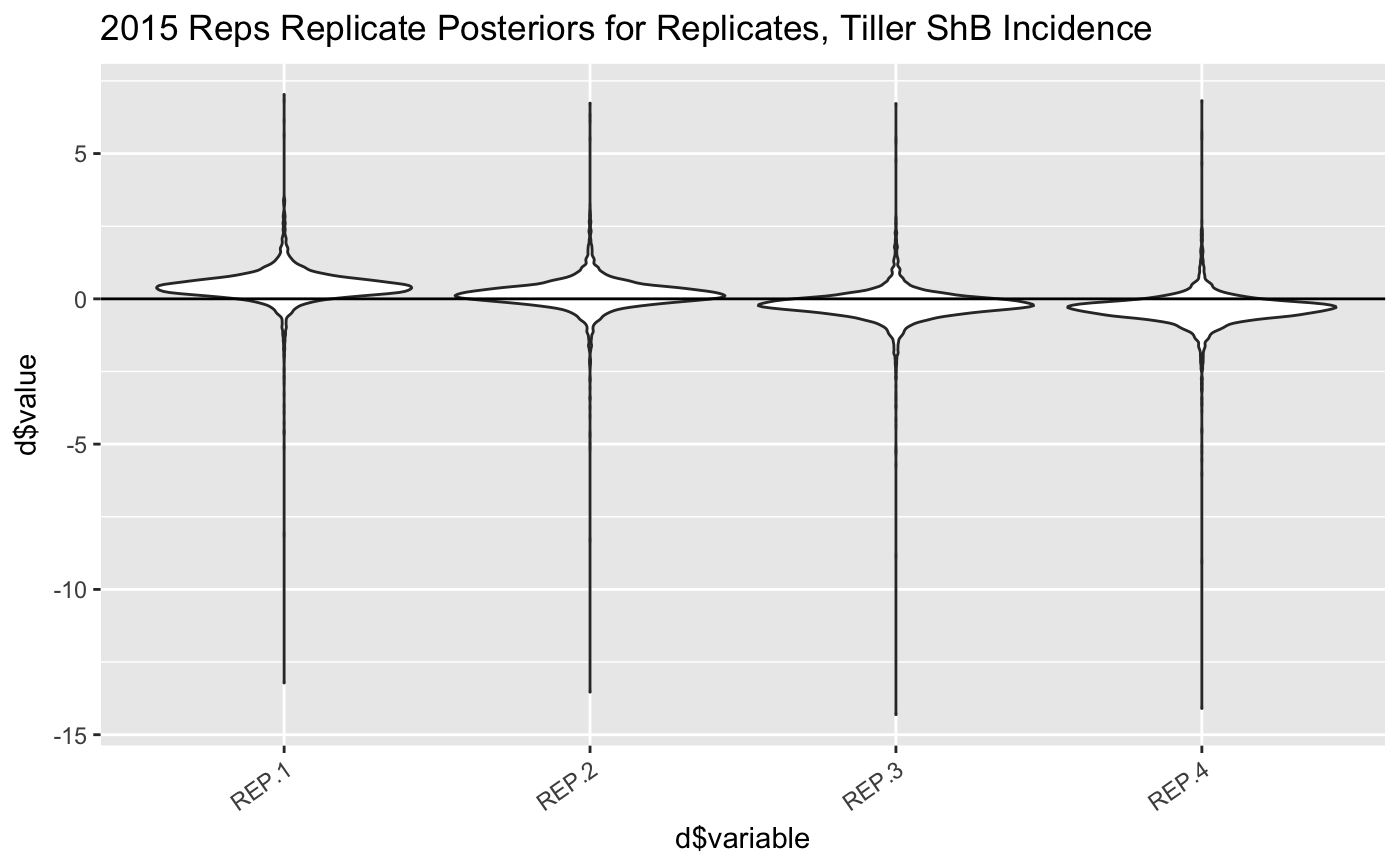 2015 Reps Replicate Posteriors for Replicates, Tiller ShB Incidence
5
0
-5
-10
-15
d$value
REP.1
REP.2
REP.3
REP.4
d$variable